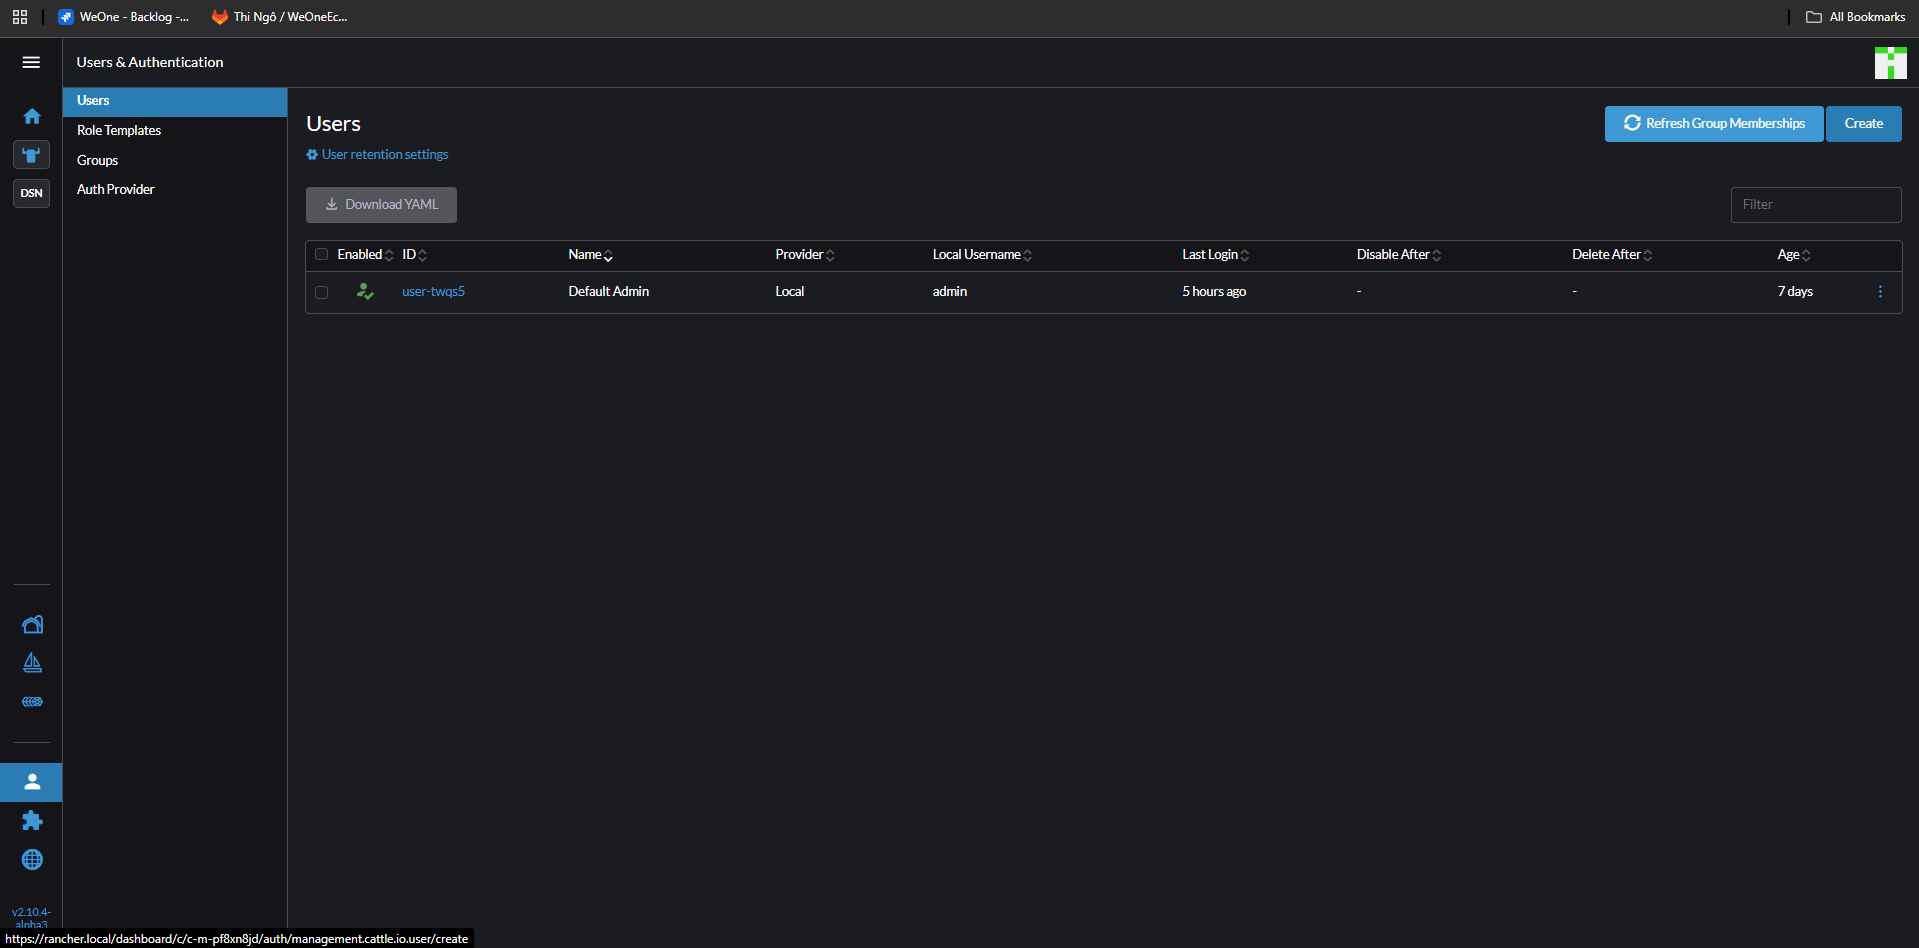 WeOne - Backlog -...
Thi Ngô / WeOneEc...
All Bookmarks
Users & Authentication
Users
Role Templates
Groups
Auth Provider
DSN
Users
User retention settings
Refresh Group Memberships
Create
Download YAML
Filter
Enabled ID Name Provider Local Username Last Login Disable After Delete After Age
user-twqs5 Default Admin Local admin 5 hours ago - - 7 days
v2.10.4-
alpha3
https://rancher.local/dashboard/c/c-m-pf8xn8jd/auth/management.cattle.io.user/create